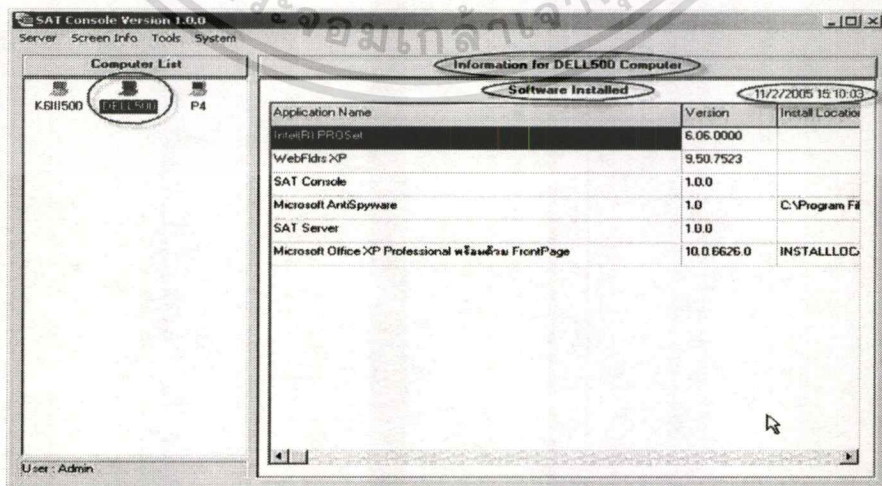 SAT Console Version 1.0.0
Server Screen Info Tools System
Computer List
Information for DELL500 Computer
K6III500 DELL500 P4
Software Installed
11/2/2005 15:10:03
Application Name Version Install Location
Intel(R) PROSet 6.06.0000
WebFldrs XP 9.50.7523
SAT Console 1.0.0
Microsoft AntiSpyware 1.0 C:\Program Fil
SAT Server 1.0.0
Microsoft Office XP Professional พร้อมด้วย FrontPage 10.0.6626.0 INSTALLLOCA
User : Admin